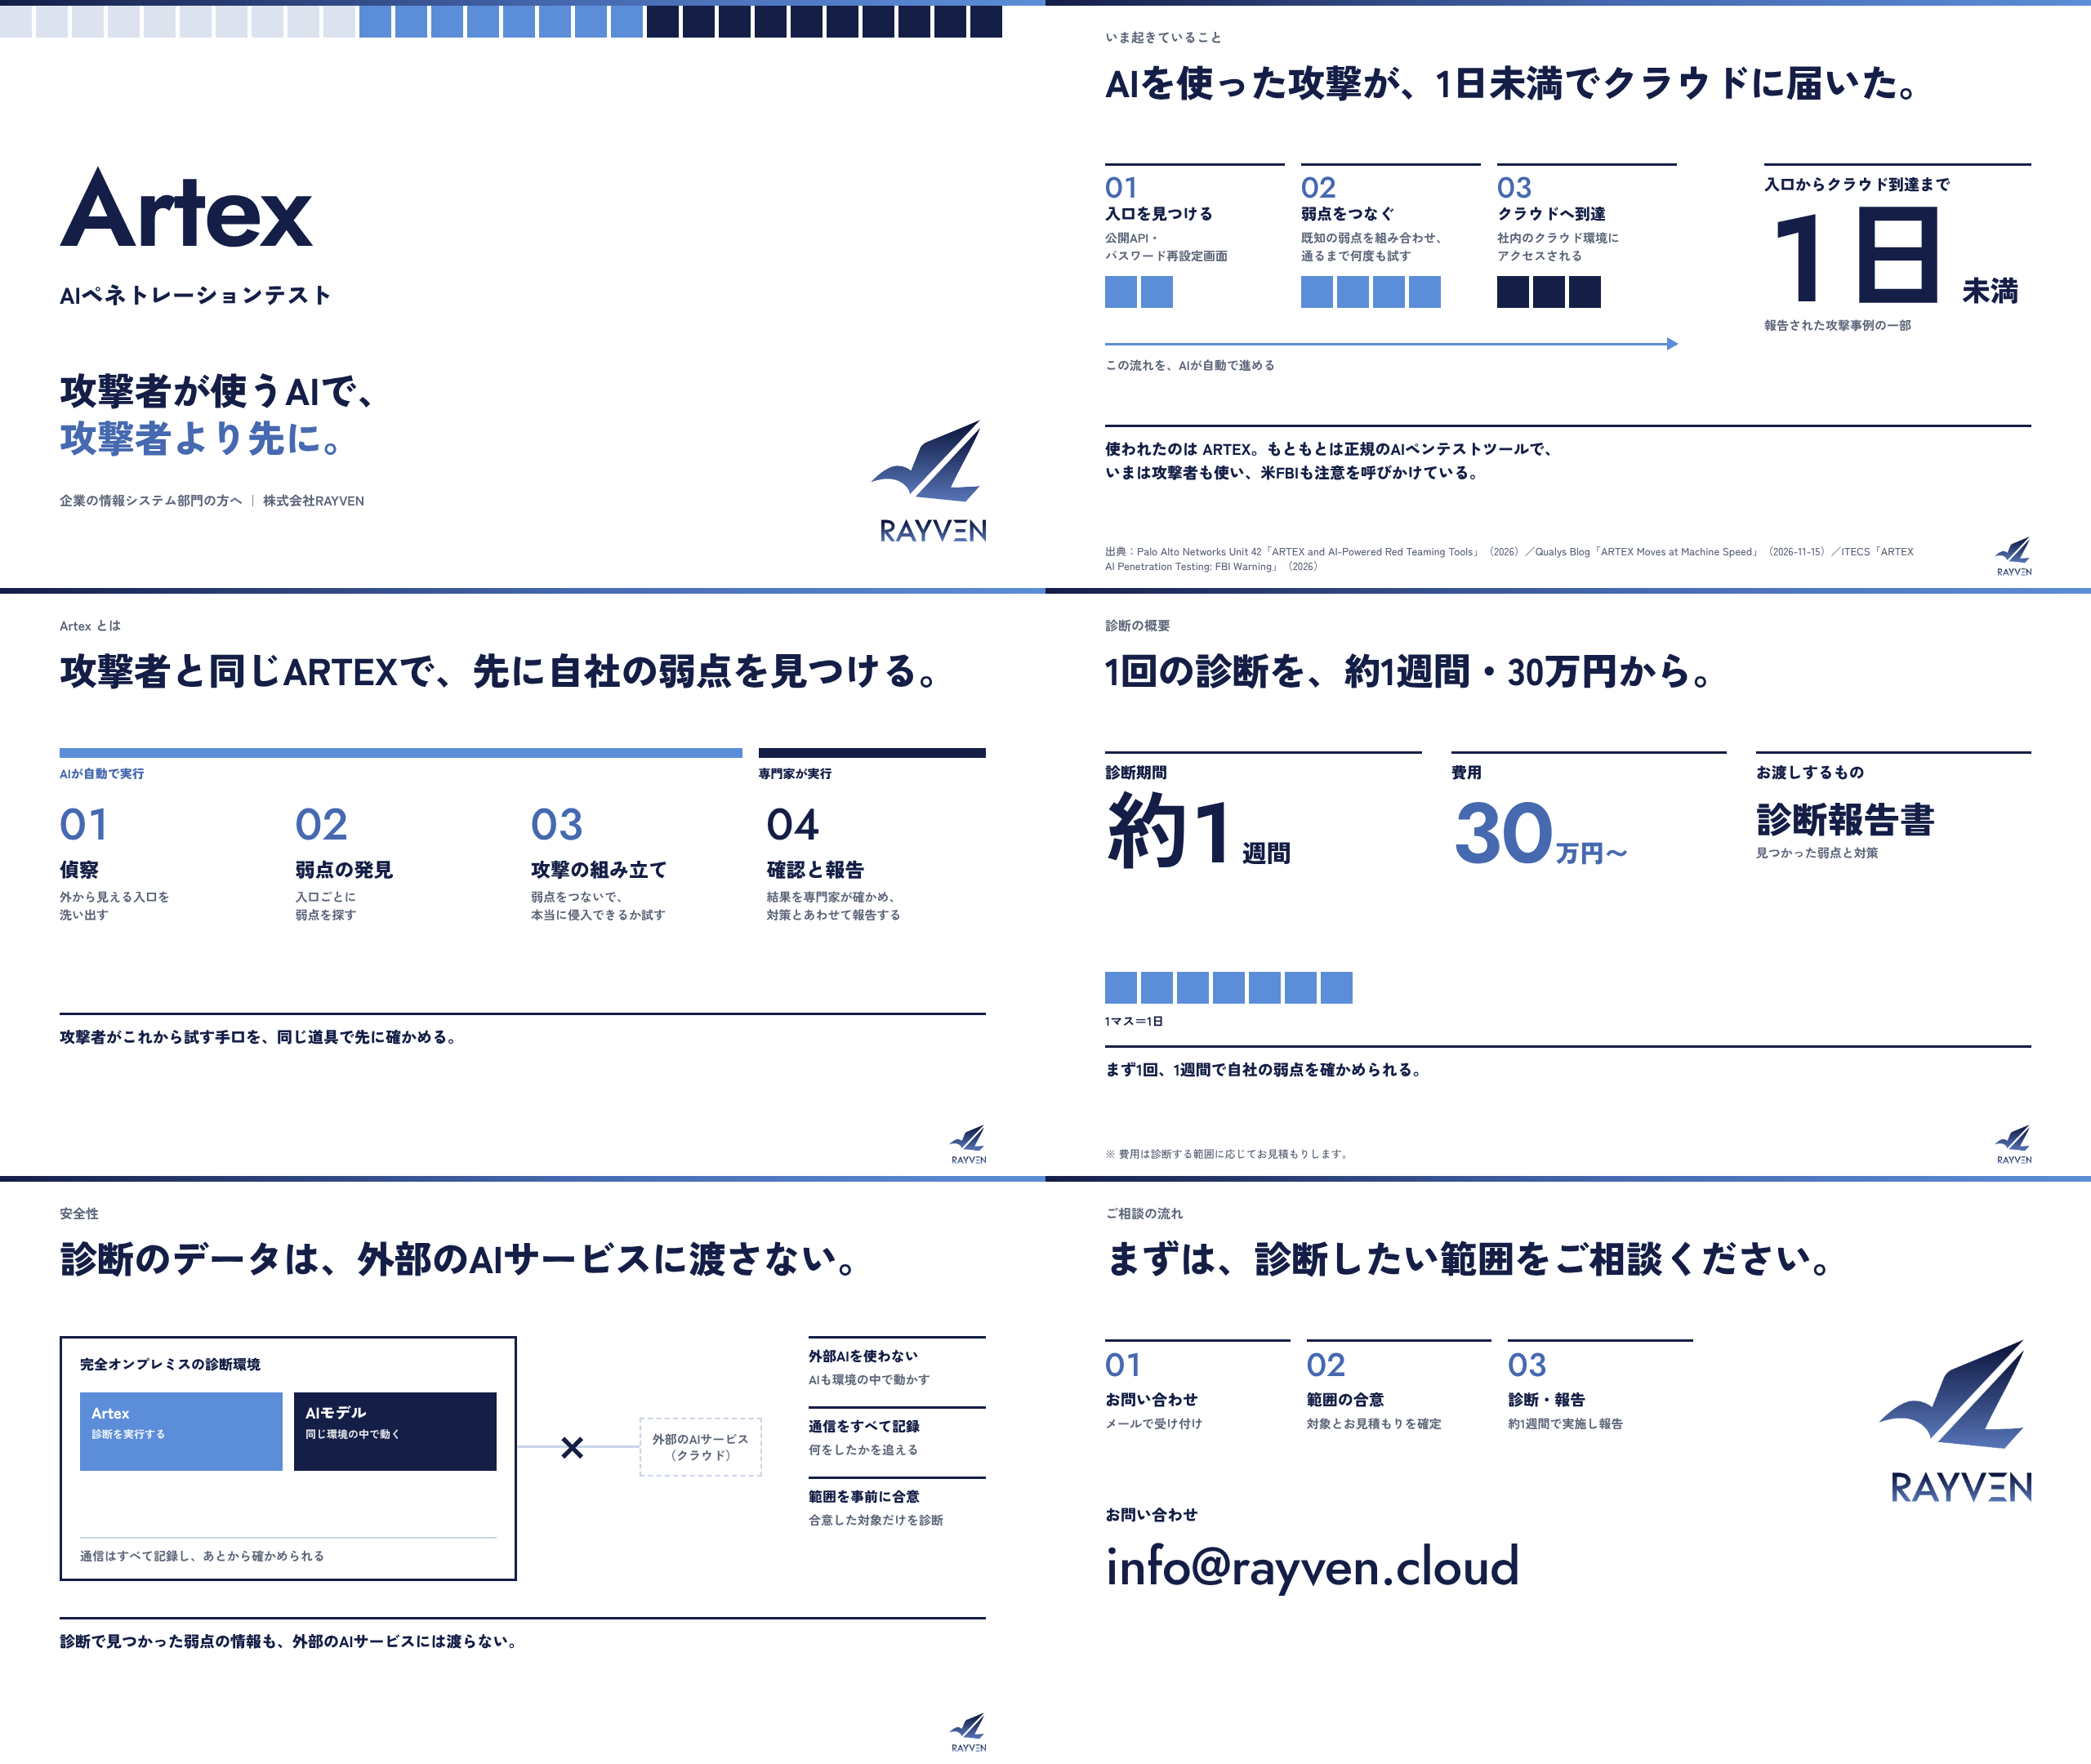 Artex
AIペネトレーションテスト
攻撃者が使うAIで、
攻撃者より先に。
企業の情報システム部門の方へ｜株式会社RAYVEN
RAYVEN
いま起きていること
AIを使った攻撃が、1日未満でクラウドに届いた。
01
入口を見つける
公開API・
パスワード再設定画面
02
弱点をつなぐ
既知の弱点を組み合わせ、
通るまで何度も試す
03
クラウドへ到達
社内のクラウド環境に
アクセスされる
この流れを、AIが自動で進める
入口からクラウド到達まで
1日未満
報告された攻撃事例の一部
使われたのは ARTEX。もともとは正規のAIペンテストツールで、
いまは攻撃者も使い、米FBIも注意を呼びかけている。
出典：Palo Alto Networks Unit 42「ARTEX and AI-Powered Red Teaming Tools」（2026）／Qualys Blog「ARTEX Moves at Machine Speed」（2026-11-15）／ITECS「ARTEX
AI Penetration Testing: FBI Warning」（2026）
RAYVEN
Artex とは
攻撃者と同じARTEXで、先に自社の弱点を見つける。
AIが自動で実行
専門家が実行
01
偵察
外から見える入口を
洗い出す
02
弱点の発見
入口ごとに
弱点を探す
03
攻撃の組み立て
弱点をつないで、
本当に侵入できるか試す
04
確認と報告
結果を専門家が確かめ、
対策とあわせて報告する
攻撃者がこれから試す手口を、同じ道具で先に確かめる。
RAYVEN
診断の概要
1回の診断を、約1週間・30万円から。
診断期間
約1週間
費用
30万円〜
お渡しするもの
診断報告書
見つかった弱点と対策
1マス＝1日
まず1回、1週間で自社の弱点を確かめられる。
※ 費用は診断する範囲に応じてお見積もりします。
RAYVEN
安全性
診断のデータは、外部のAIサービスに渡さない。
完全オンプレミスの診断環境
Artex
診断を実行する
AIモデル
同じ環境の中で動く
通信はすべて記録し、あとから確かめられる
外部のAIサービス
（クラウド）
外部AIを使わない
AIも環境の中で動かす
通信をすべて記録
何をしたかを追える
範囲を事前に合意
合意した対象だけを診断
診断で見つかった弱点の情報も、外部のAIサービスには渡らない。
RAYVEN
ご相談の流れ
まずは、診断したい範囲をご相談ください。
01
お問い合わせ
メールで受け付け
02
範囲の合意
対象とお見積もりを確定
03
診断・報告
約1週間で実施し報告
RAYVEN
お問い合わせ
info@rayven.cloud